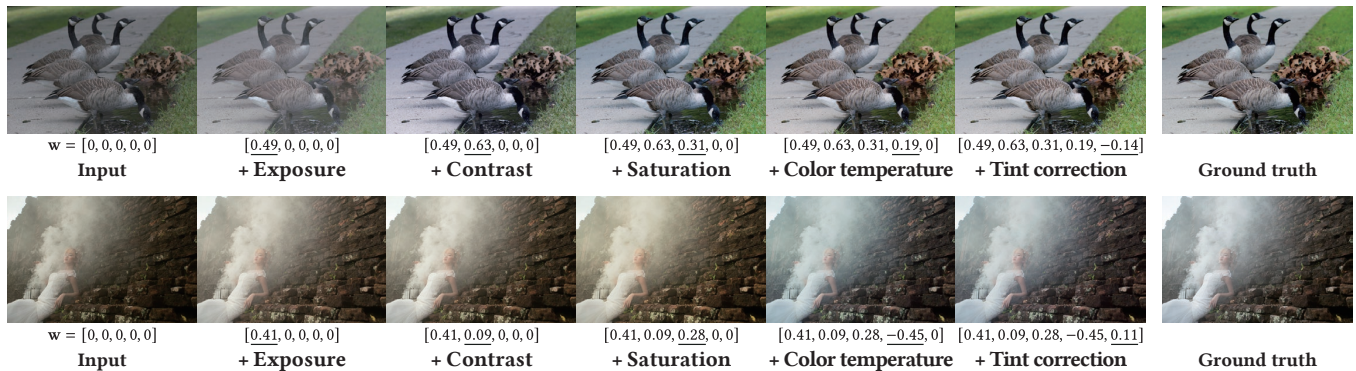 w = [0, 0, 0, 0, 0] [0.49, 0, 0, 0, 0] [0.49, 0.63, 0, 0, 0] [0.49, 0.63, 0.31, 0, 0] [0.49, 0.63, 0.31, 0.19, 0] [0.49, 0.63, 0.31, 0.19, −0.14]
Input + Exposure + Contrast + Saturation + Color temperature + Tint correction Ground truth
w = [0, 0, 0, 0, 0] [0.41, 0, 0, 0, 0] [0.41, 0.09, 0, 0, 0] [0.41, 0.09, 0.28, 0, 0] [0.41, 0.09, 0.28, −0.45, 0] [0.41, 0.09, 0.28, −0.45, 0.11]
Input + Exposure + Contrast + Saturation + Color temperature + Tint correction Ground truth